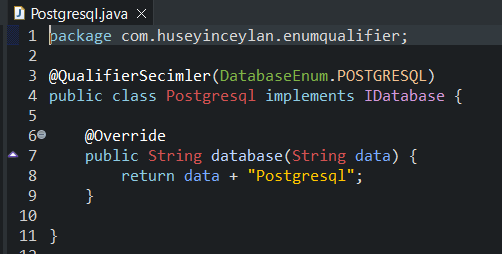 Postgresql.java
1 package com.huseyinceylan.enumqualifier;
2
3 @QualifierSecimler(DatabaseEnum.POSTGRESQL)
4 public class Postgresql implements IDatabase {
5
6 @Override
7 public String database(String data) {
8 return data + "Postgresql";
9 }
10
11 }